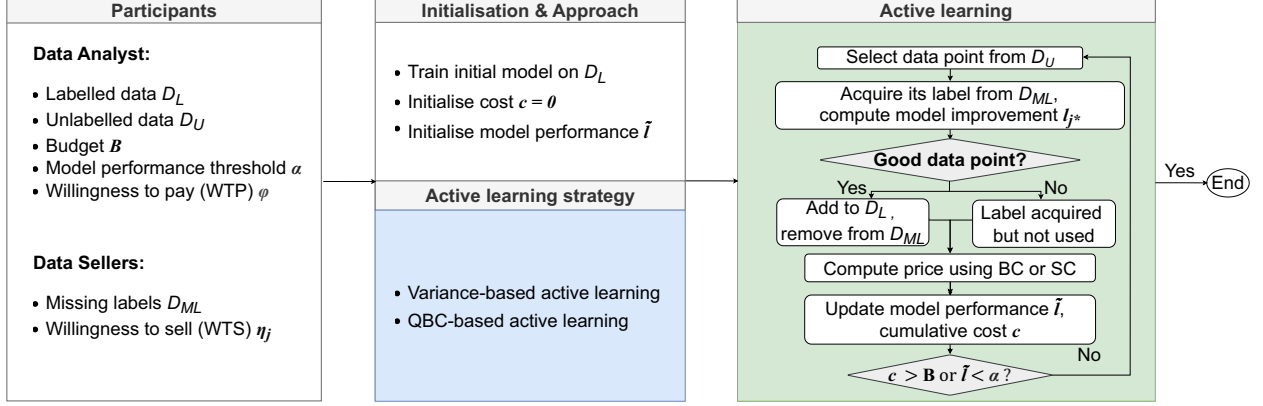 Participants
Data Analyst:
• Labelled data D_L
• Unlabelled data D_U
• Budget B
• Model performance threshold α
• Willingness to pay (WTP) φ
Data Sellers:
• Missing labels D_ML
• Willingness to sell (WTS) η_j
Initialisation & Approach
• Train initial model on D_L
• Initialise cost c = 0
• Initialise model performance l̃
Active learning strategy
• Variance-based active learning
• QBC-based active learning
Active learning
Select data point from D_U
Acquire its label from D_ML,
compute model improvement l_j*
Good data point?
Yes
No
Add to D_L ,
remove from D_ML
Label acquired
but not used
Compute price using BC or SC
Update model performance l̃,
cumulative cost c
No
c > B or l̃ < α ?
Yes
End